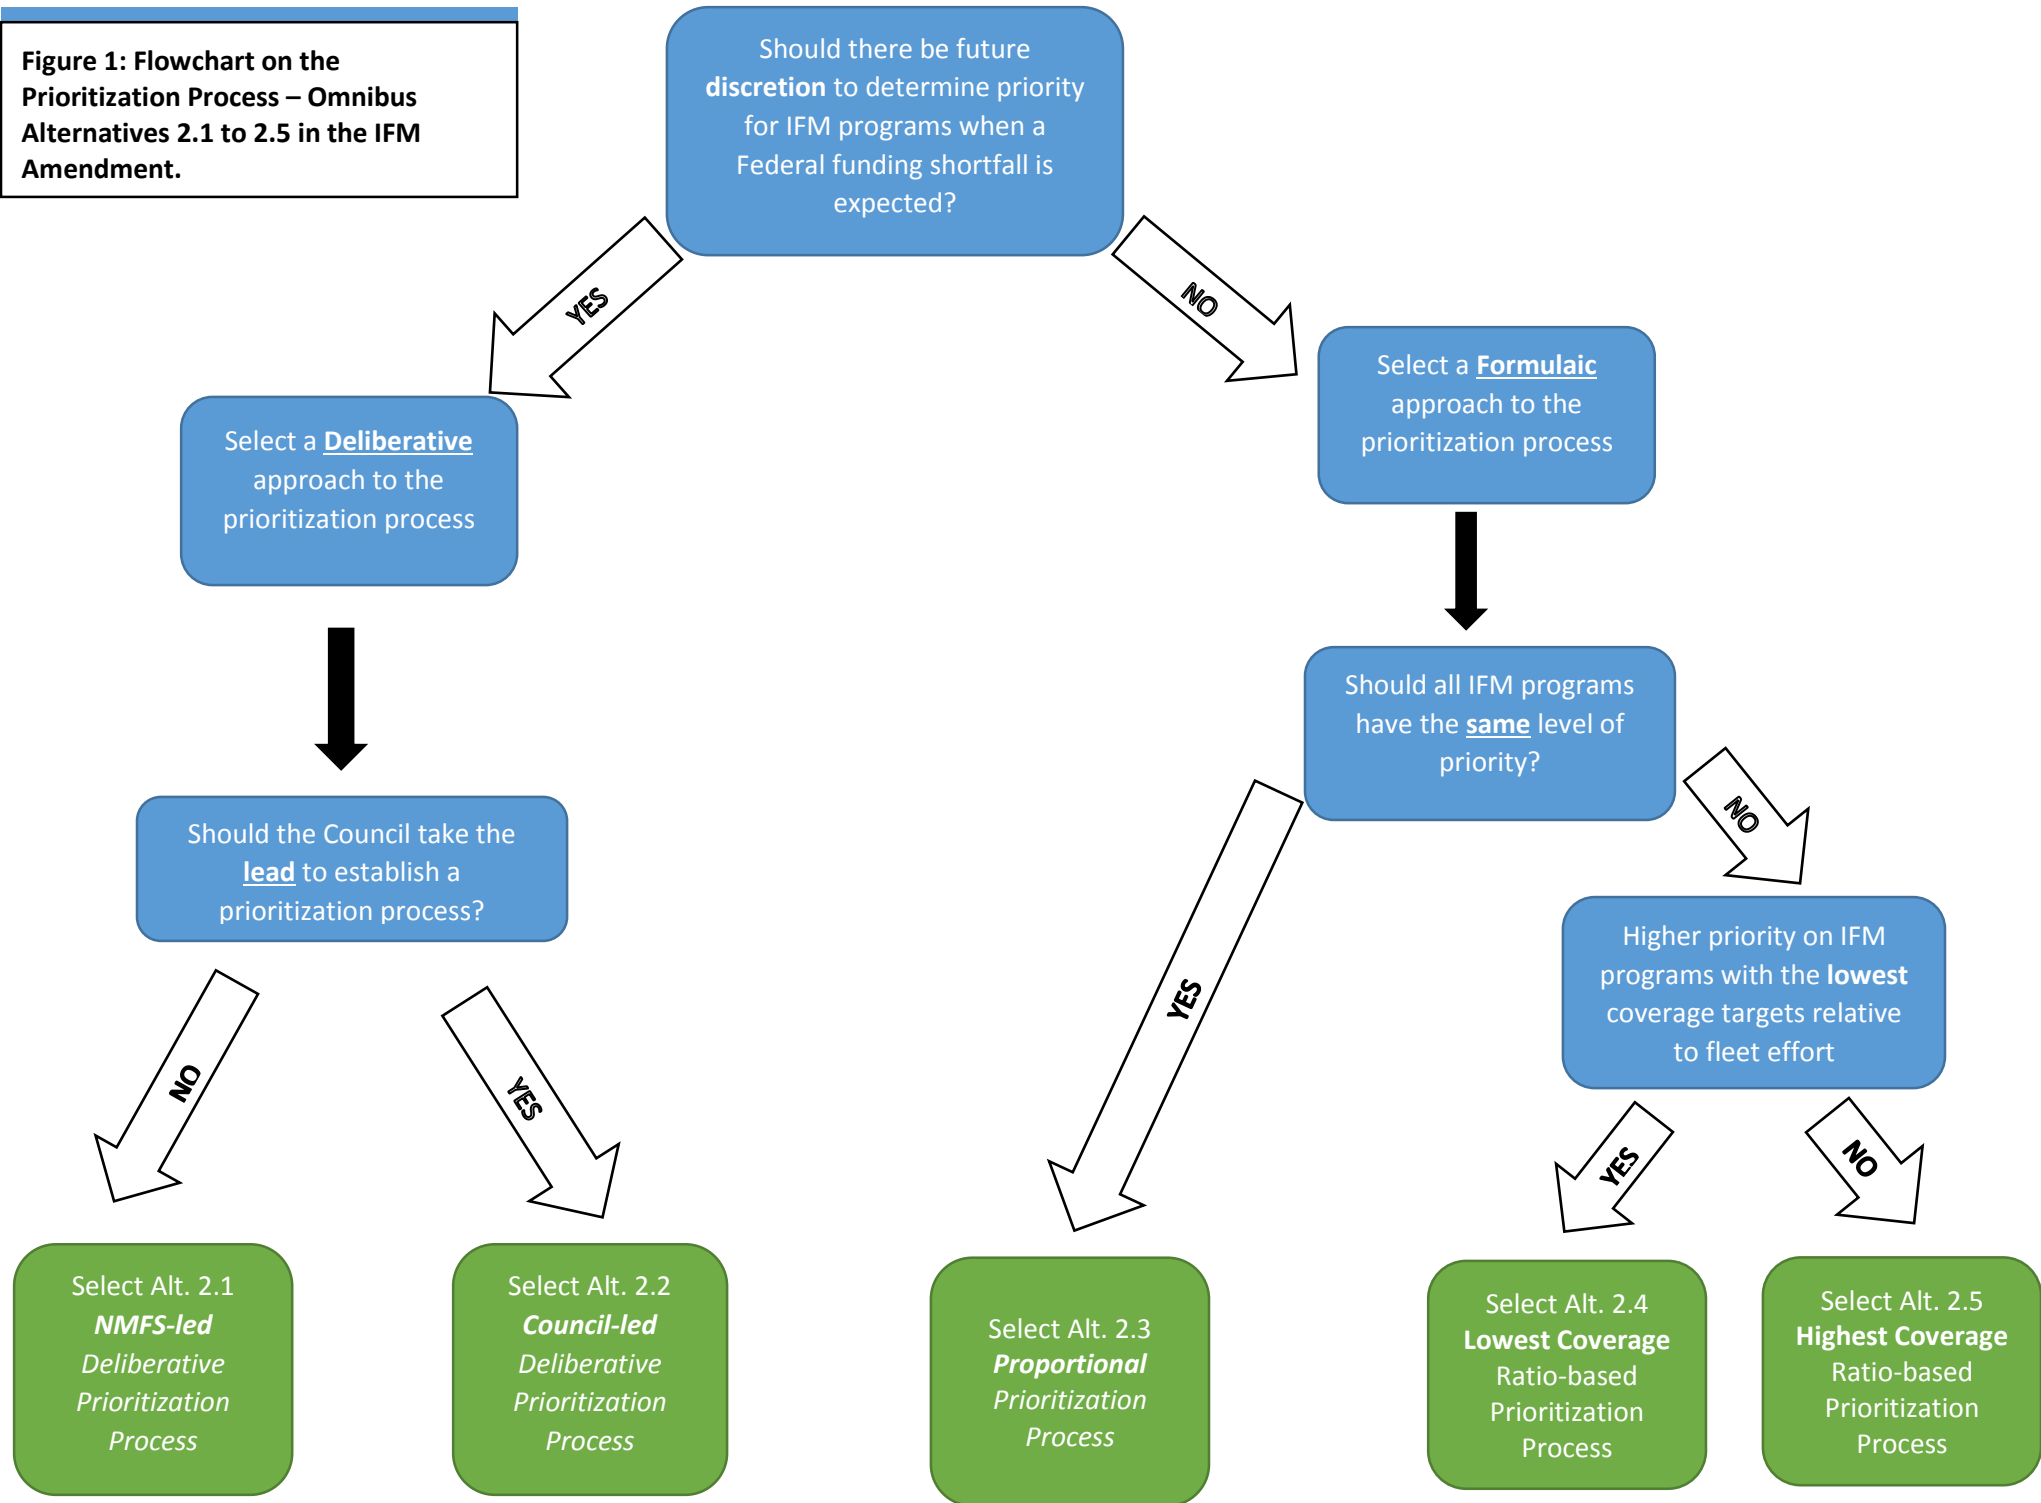 Figure 1: Flowchart on the
Prioritization Process – Omnibus
Alternatives 2.1 to 2.5 in the IFM
Amendment.
Should there be future
discretion to determine priority
for IFM programs when a
Federal funding shortfall is
expected?
YES
NO
Select a Deliberative
approach to the
prioritization process
Select a Formulaic
approach to the
prioritization process
Should the Council take the
lead to establish a
prioritization process?
Should all IFM programs
have the same level of
priority?
NO
YES
YES
NO
Higher priority on IFM
programs with the lowest
coverage targets relative
to fleet effort
YES
NO
Select Alt. 2.1
NMFS-led
Deliberative
Prioritization
Process
Select Alt. 2.2
Council-led
Deliberative
Prioritization
Process
Select Alt. 2.3
Proportional
Prioritization
Process
Select Alt. 2.4
Lowest Coverage
Ratio-based
Prioritization
Process
Select Alt. 2.5
Highest Coverage
Ratio-based
Prioritization
Process